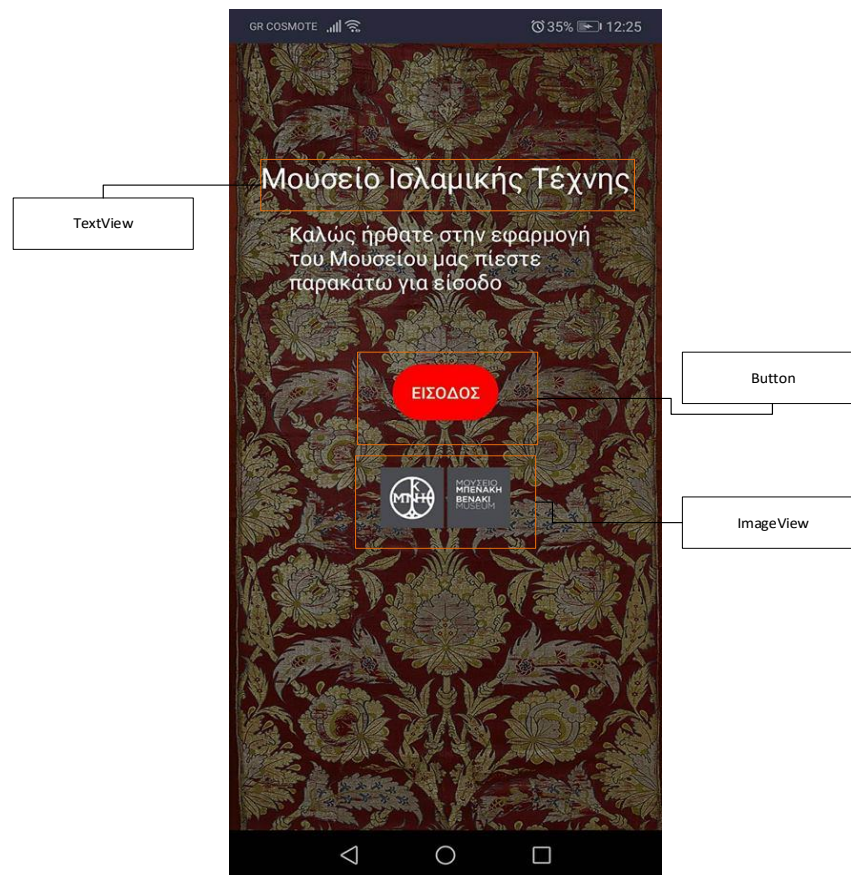 GR COSMOTE
35%
12:25
Μουσείο Ισλαμικής Τέχνης
TextView
Καλώς ήρθατε στην εφαρμογή
του Μουσείου μας πίεστε
παρακάτω για είσοδο
Button
ΕΙΣΟΔΟΣ
ΜΟΥΣΕΙΟ
ΜΠΕΝΑΚΗ
BENAKI
MUSEUM
ImageView